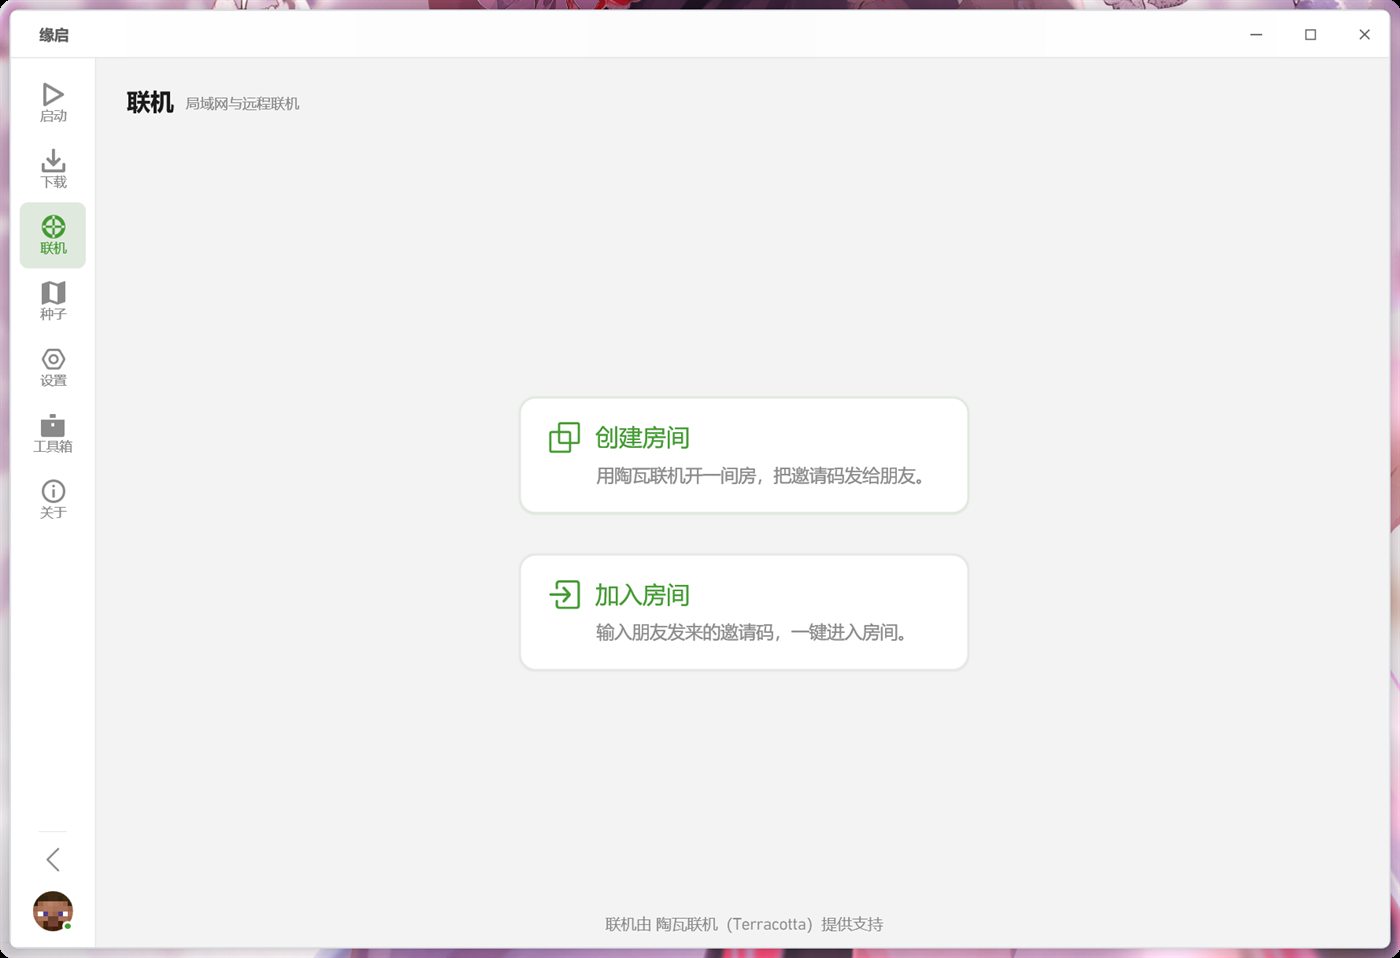 缘启
启动
下载
联机
种子
设置
工具箱
关于
联机 局域网与远程联机
创建房间
用陶瓦联机开一间房，把邀请码发给朋友。
加入房间
输入朋友发来的邀请码，一键进入房间。
联机由 陶瓦联机（Terracotta）提供支持